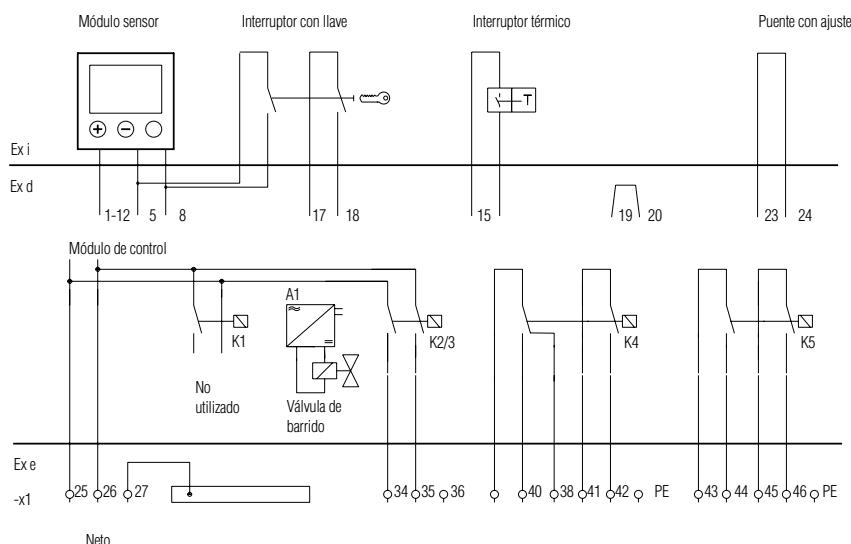 Módulo sensor Interruptor con llave Interruptor térmico Puente con ajuste
T
+ −
Ex i
Ex d
1-12 5 8 17 18 15 19 20 23 24
Módulo de control
A1
K1 K2/3 K4 K5
No
utilizado
Válvula de
barrido
Ex e
-x1 25 26 27 34 35 36 40 38 41 42 PE 43 44 45 46 PE
Neto